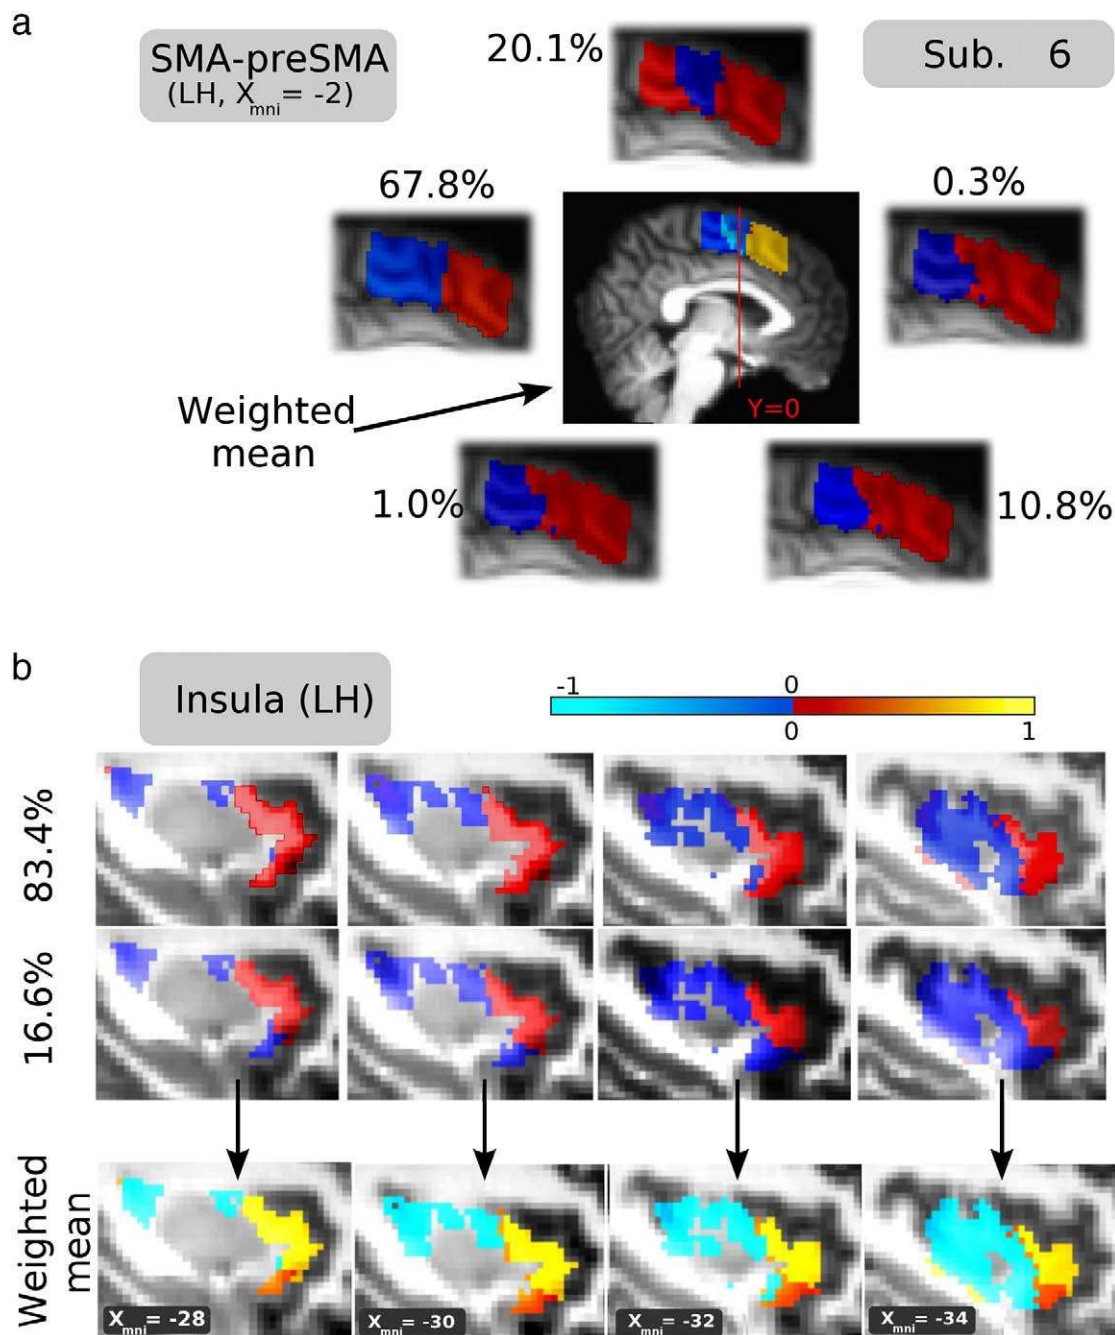 a
SMA-preSMA
(LH, Xmni= -2)
20.1%
Sub. 6
67.8%
0.3%
Y=0
Weighted
mean
1.0%
10.8%
b
Insula (LH)
-1 0
0 1
83.4%
16.6%
Weighted
mean
Xmni= -28
Xmni= -30
Xmni= -32
Xmni= -34